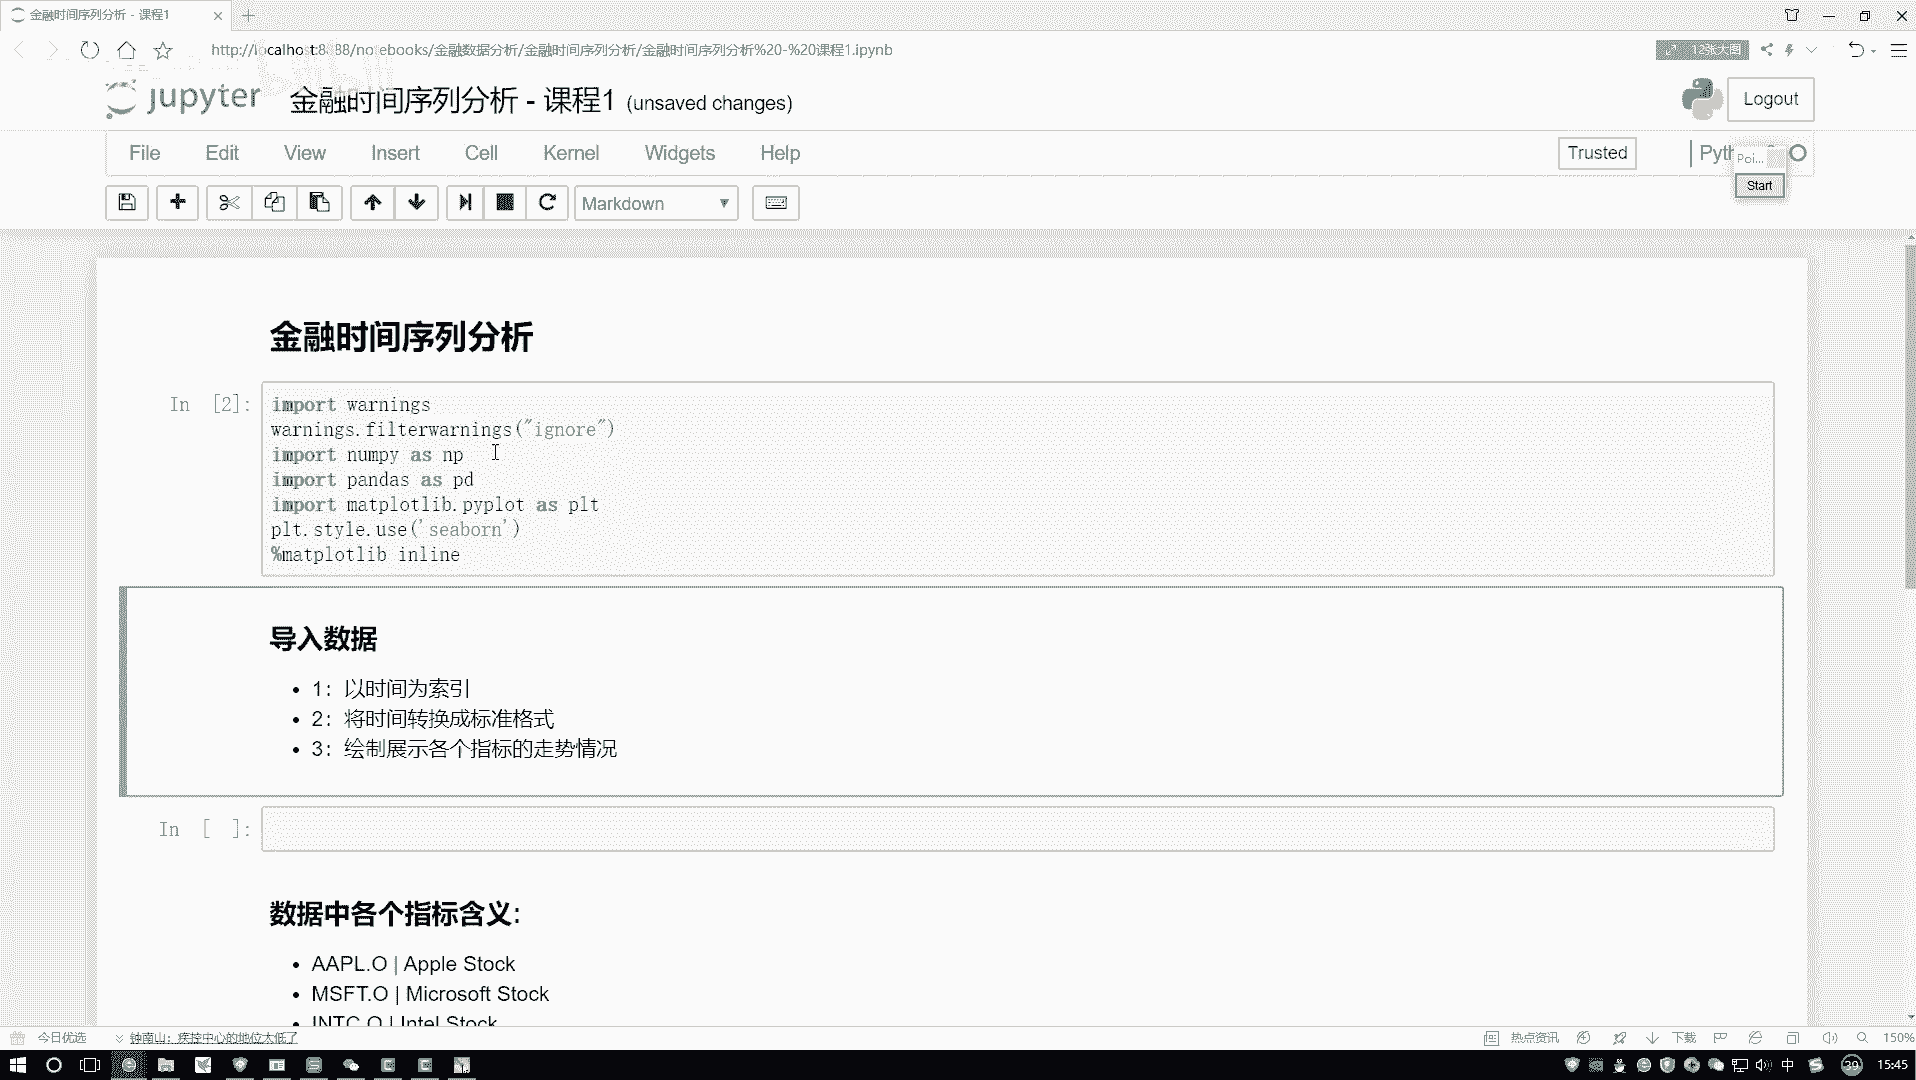 金融时间序列分析 - 课程1
http://localhost:8888/notebooks/金融数据分析/金融时间序列分析/金融时间序列分析%20-%20课程1.ipynb
12张大图
jupyter 金融时间序列分析 - 课程1 (unsaved changes)
Logout
File Edit View Insert Cell Kernel Widgets Help
Trusted
Poi...
Start
Markdown
金融时间序列分析
In [2]:
import warnings
warnings.filterwarnings("ignore")
import numpy as np
import pandas as pd
import matplotlib.pyplot as plt
plt.style.use('seaborn')
%matplotlib inline
导入数据
1：以时间为索引
2：将时间转换成标准格式
3：绘制展示各个指标的走势情况
In [ ]:
数据中各个指标含义:
AAPL.O | Apple Stock
MSFT.O | Microsoft Stock
INTC.O | Intel Stock
今日优选
钟南山：疾控中心的地位太低了
热点资讯
下载
150%
中
39
15:45